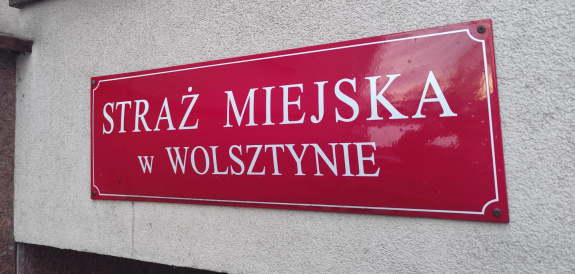 STRAŻ MIEJSKA
w WOLSZTYNIE